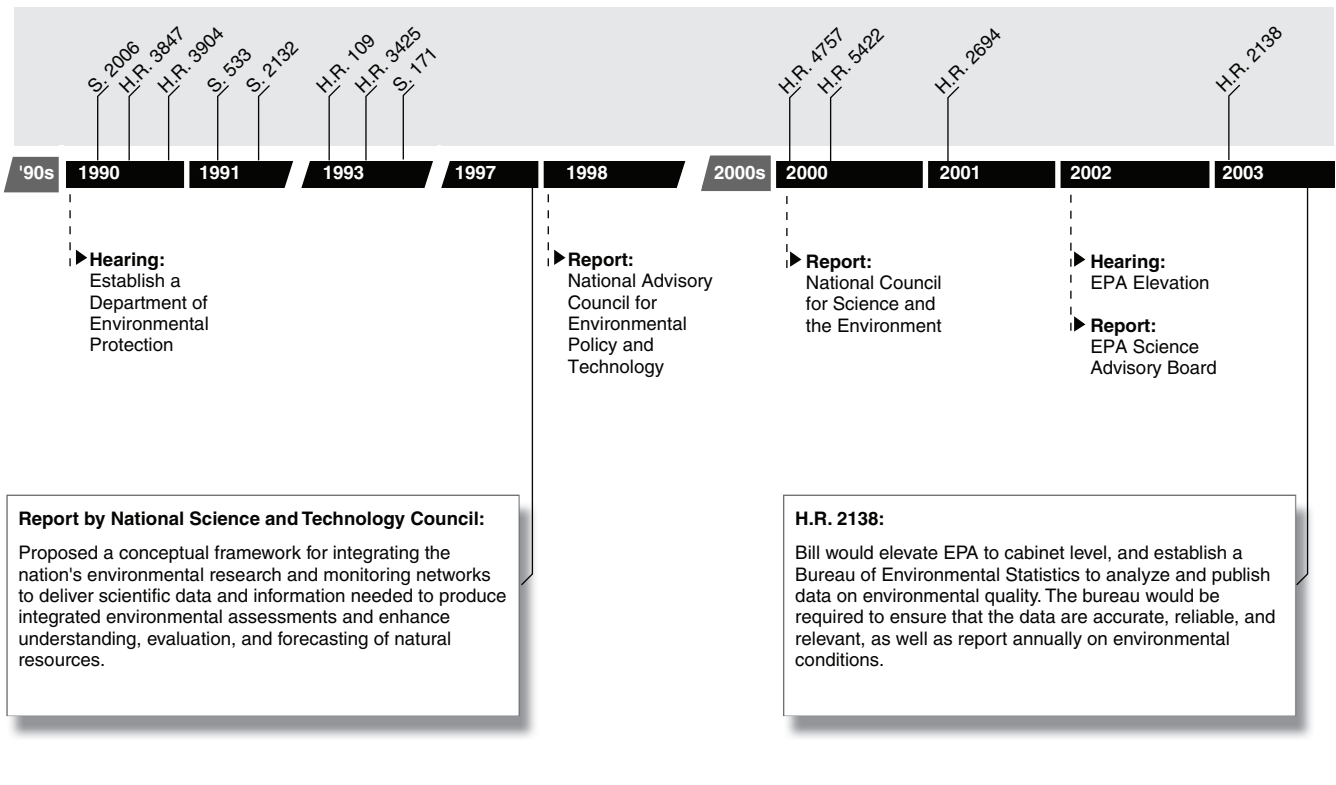 S. 2006
H.R. 3847
H.R. 3904
S. 533
S. 2132
H.R. 109
H.R. 3425
S. 171
H.R. 4757
H.R. 5422
H.R. 2694
H.R. 2138
'90s
1990
1991
1993
1997
1998
2000s
2000
2001
2002
2003
Hearing:
Establish a
Department of
Environmental
Protection
Report:
National Advisory
Council for
Environmental
Policy and
Technology
Report:
National Council
for Science and
the Environment
Hearing:
EPA Elevation
Report:
EPA Science
Advisory Board
Report by National Science and Technology Council:
Proposed a conceptual framework for integrating the
nation's environmental research and monitoring networks
to deliver scientific data and information needed to produce
integrated environmental assessments and enhance
understanding, evaluation, and forecasting of natural
resources.
H.R. 2138:
Bill would elevate EPA to cabinet level, and establish a
Bureau of Environmental Statistics to analyze and publish
data on environmental quality. The bureau would be
required to ensure that the data are accurate, reliable, and
relevant, as well as report annually on environmental
conditions.